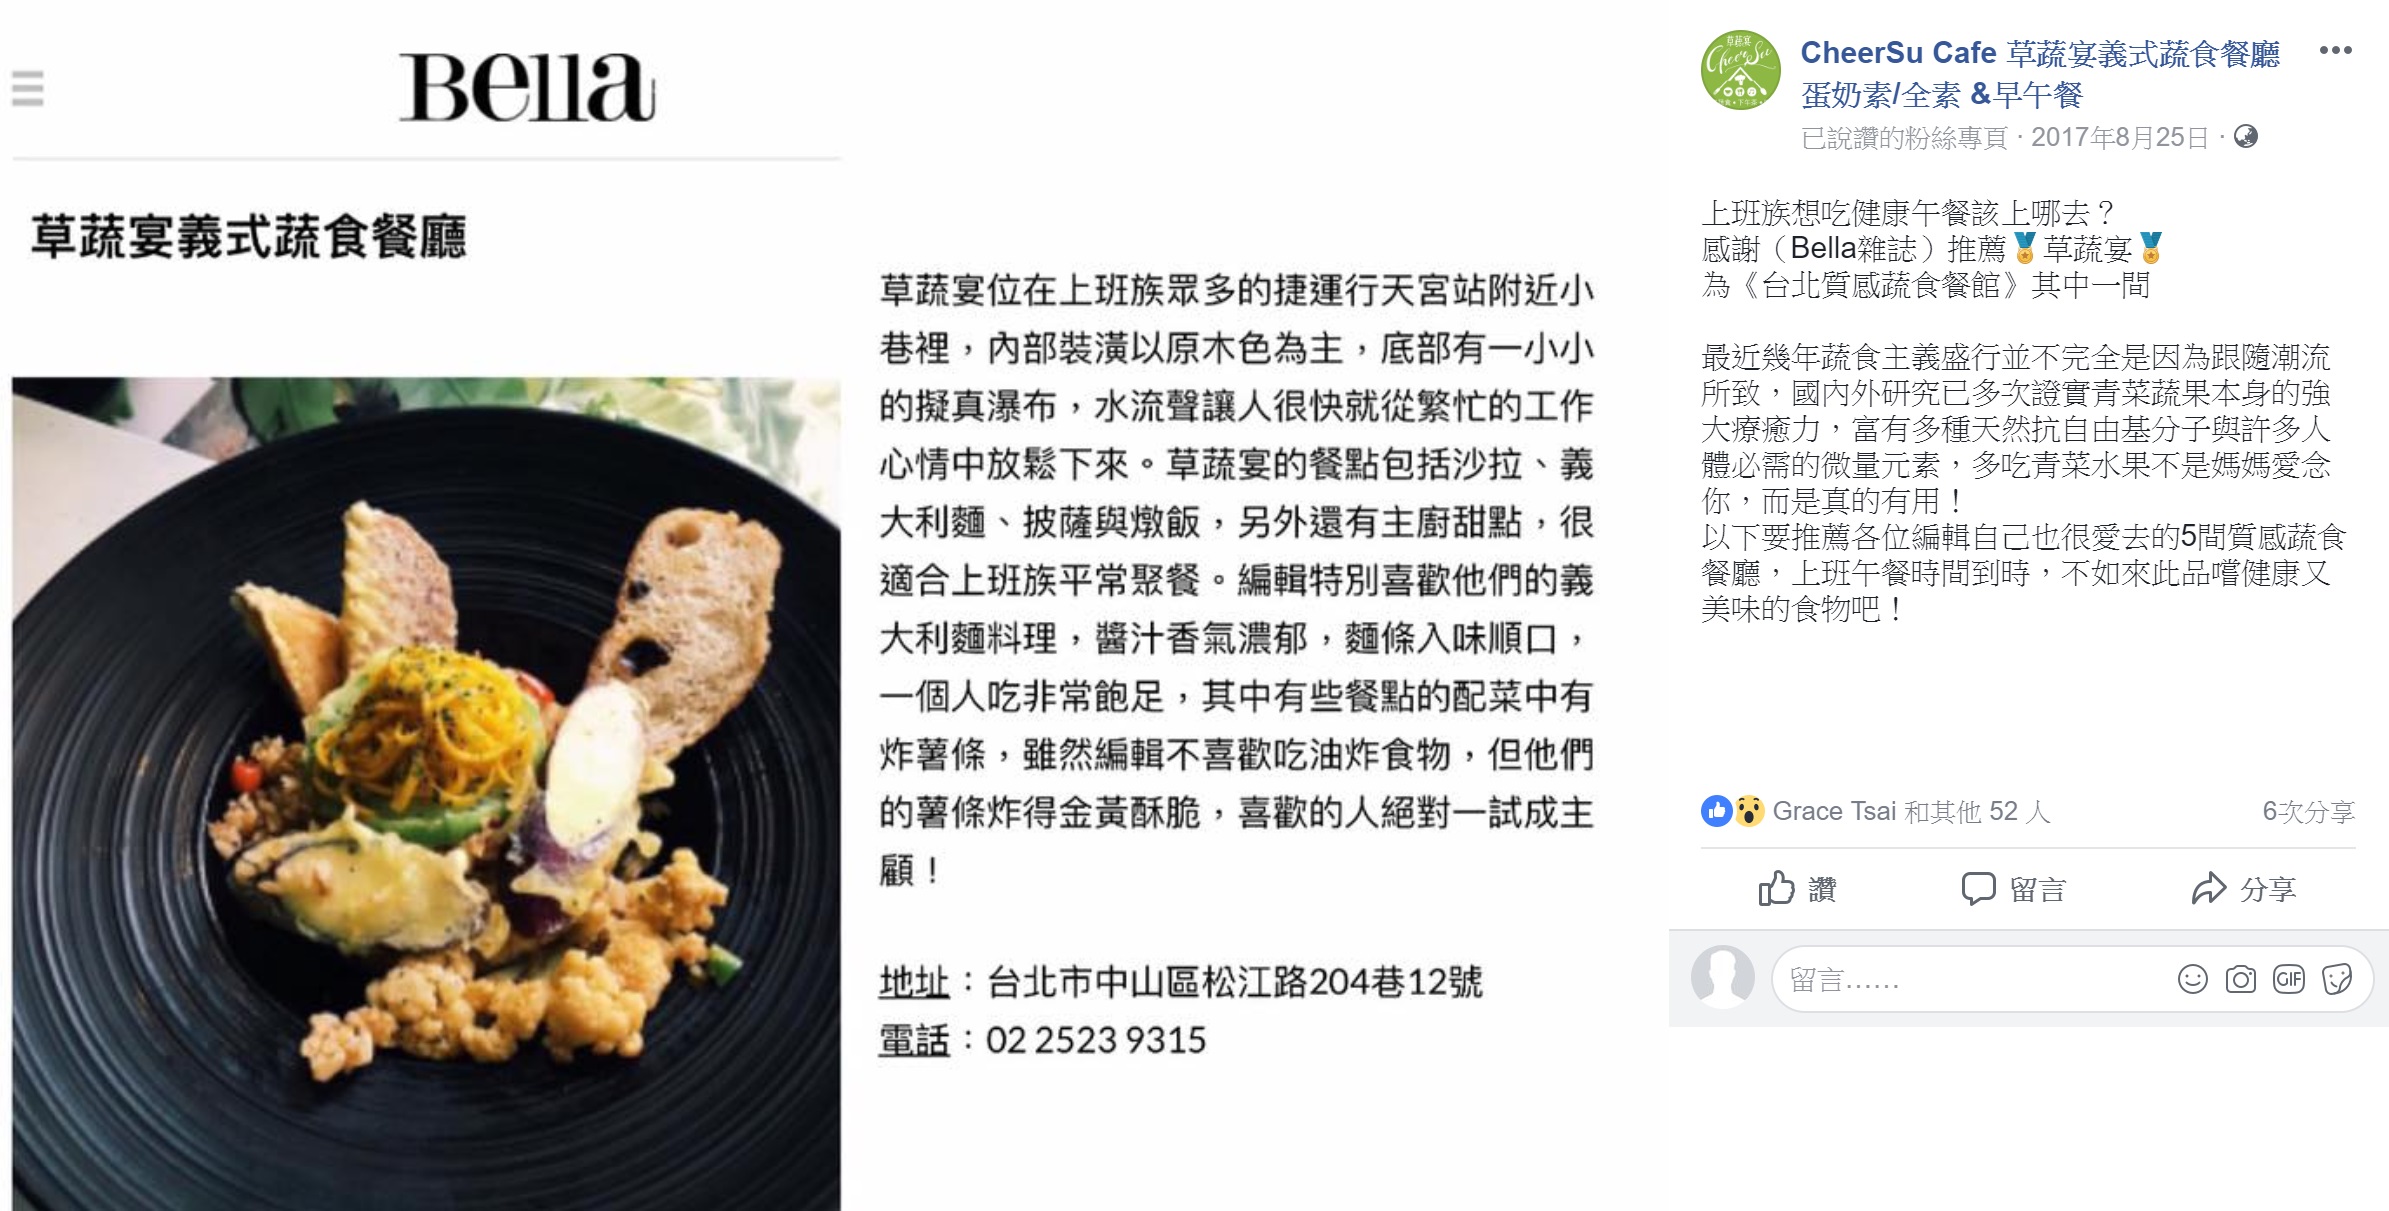 Bella
草蔬宴義式蔬食餐廳
草蔬宴位在上班族眾多的捷運行天宮站附近小
巷裡，內部裝潢以原木色為主，底部有一小小
的擬真瀑布，水流聲讓人很快就從繁忙的工作
心情中放鬆下來。草蔬宴的餐點包括沙拉、義
大利麵、披薩與燉飯，另外還有主廚甜點，很
適合上班族平常聚餐。編輯特別喜歡他們的義
大利麵料理，醬汁香氣濃郁，麵條入味順口，
一個人吃非常飽足，其中有些餐點的配菜中有
炸薯條，雖然編輯不喜歡吃油炸食物，但他們
的薯條炸得金黃酥脆，喜歡的人絕對一試成主
顧！
地址：台北市中山區松江路204巷12號
電話：02 2523 9315
草蔬宴
CheerSu
CheerSu Cafe 草蔬宴義式蔬食餐廳
蛋奶素/全素 &早午餐
已說讚的粉絲專頁 · 2017年8月25日 ·
上班族想吃健康午餐該上哪去？
感謝（Bella雜誌）推薦🏅草蔬宴🏅
為《台北質感蔬食餐館》其中一間
最近幾年蔬食主義盛行並不完全是因為跟隨潮流
所致，國內外研究已多次證實青菜蔬果本身的強
大療癒力，富有多種天然抗自由基分子與許多人
體必需的微量元素，多吃青菜水果不是媽媽愛念
你，而是真的有用！
以下要推薦各位編輯自己也很愛去的5間質感蔬食
餐廳，上班午餐時間到時，不如來此品嚐健康又
美味的食物吧！
Grace Tsai 和其他 52 人
6次分享
讚
留言
分享
留言......
GIF